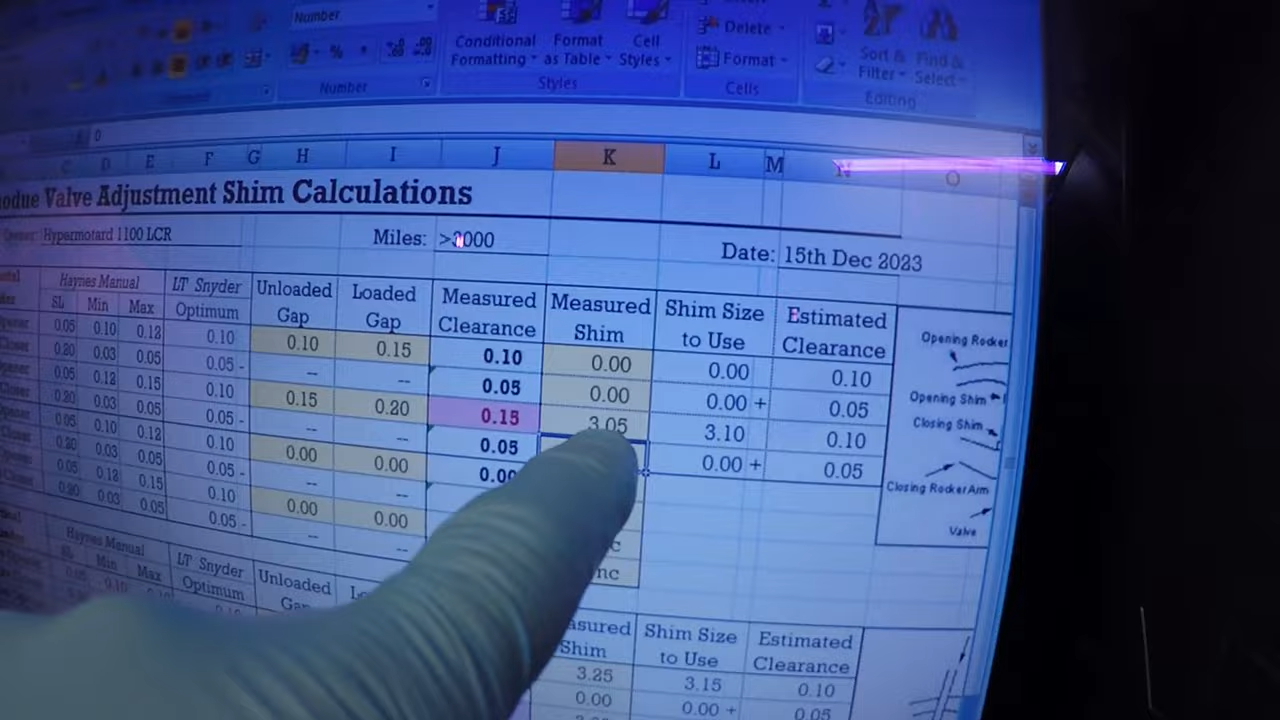 Number
Conditional Formatting Format as Table Cell Styles
Delete
Format
Sort & Filter Find & Select
Number Styles Cells Editing
0
C D E F G H I J K L M N O
Valve Adjustment Shim Calculations
Hypermotard 1100 LCR Miles: Date: 15th Dec 2023
Haynes Manual LT Snyder Unloaded Loaded Measured Measured Shim Size Estimated
SL Min Max Optimum Gap Gap Clearance Shim to Use Clearance
0.05 0.10 0.12 0.10 0.10 0.15 0.10 0.00 0.00 0.10
0.20 0.03 0.05 0.05 - -- -- 0.05 0.00 0.00 + 0.05
0.05 0.12 0.15 0.10 0.15 0.20 0.15 3.05 3.10 0.10
0.20 0.03 0.05 0.05 - -- -- 0.05 0.00 + 0.05
0.05 0.10 0.12 0.10 0.00 0.00 0.00
0.20 0.03 0.05 0.05 - -- --
0.05 0.12 0.15 0.10 0.00 0.00
0.20 0.03 0.05 0.05 - -- --
Opening Rocker
Opening Shim
Closing Shim
Closing Rocker Arm
Valve
Haynes Manual LT Snyder Unloaded Shim Size Estimated
SL Min Max Optimum Shim to Use Clearance
3.25 3.15 0.10
0.00 0.00 + 0.05